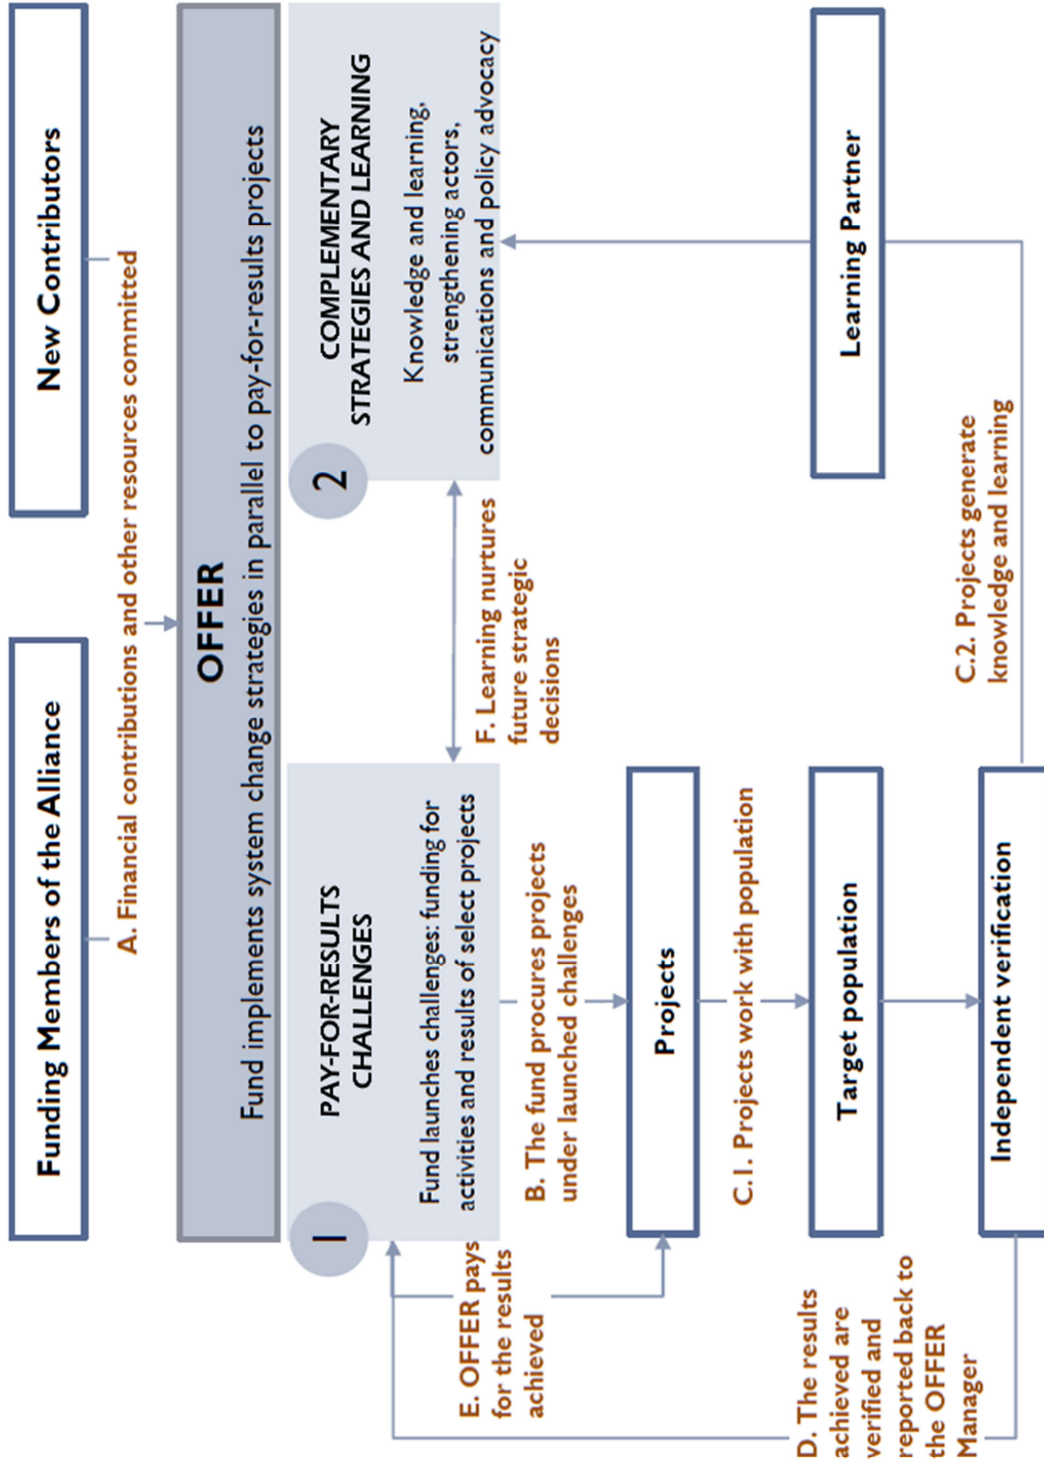 Funding Members of the Alliance
New Contributors
A. Financial contributions and other resources committed
OFFER
Fund implements system change strategies in parallel to pay-for-results projects
1
PAY-FOR-RESULTS
CHALLENGES
Fund launches challenges: funding for
activities and results of select projects
2
COMPLEMENTARY
STRATEGIES AND LEARNING
Knowledge and learning,
strengthening actors,
communications and policy advocacy
F. Learning nurtures
future strategic
decisions
E. OFFER pays
for the results
achieved
B. The fund procures projects
under launched challenges
Projects
C.1. Projects work with population
Target population
Learning Partner
D. The results
achieved are
verified and
reported back to
the OFFER
Manager
Independent verification
C.2. Projects generate
knowledge and learning